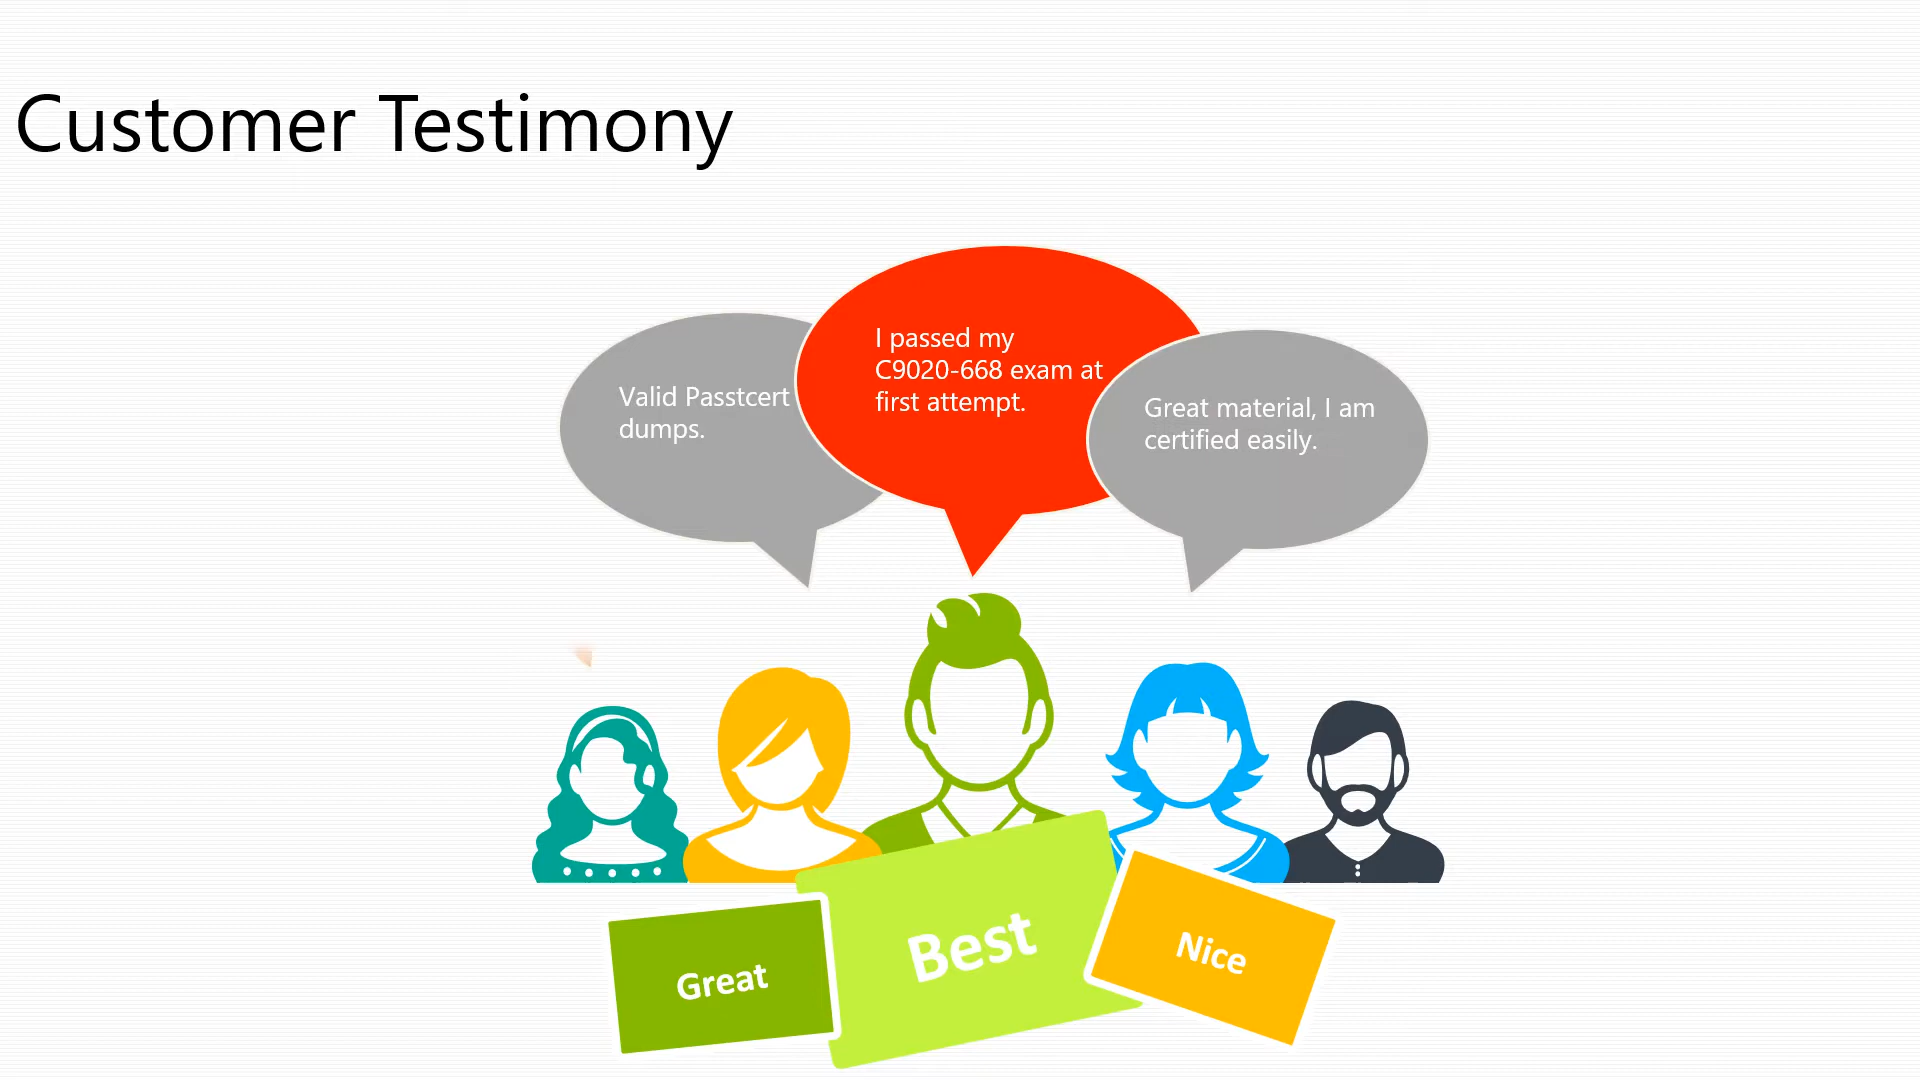 Customer Testimony
Valid Passtcert
dumps.
I passed my
C9020-668 exam at
first attempt.
Great material, I am
certified easily.
Great
Best
Nice